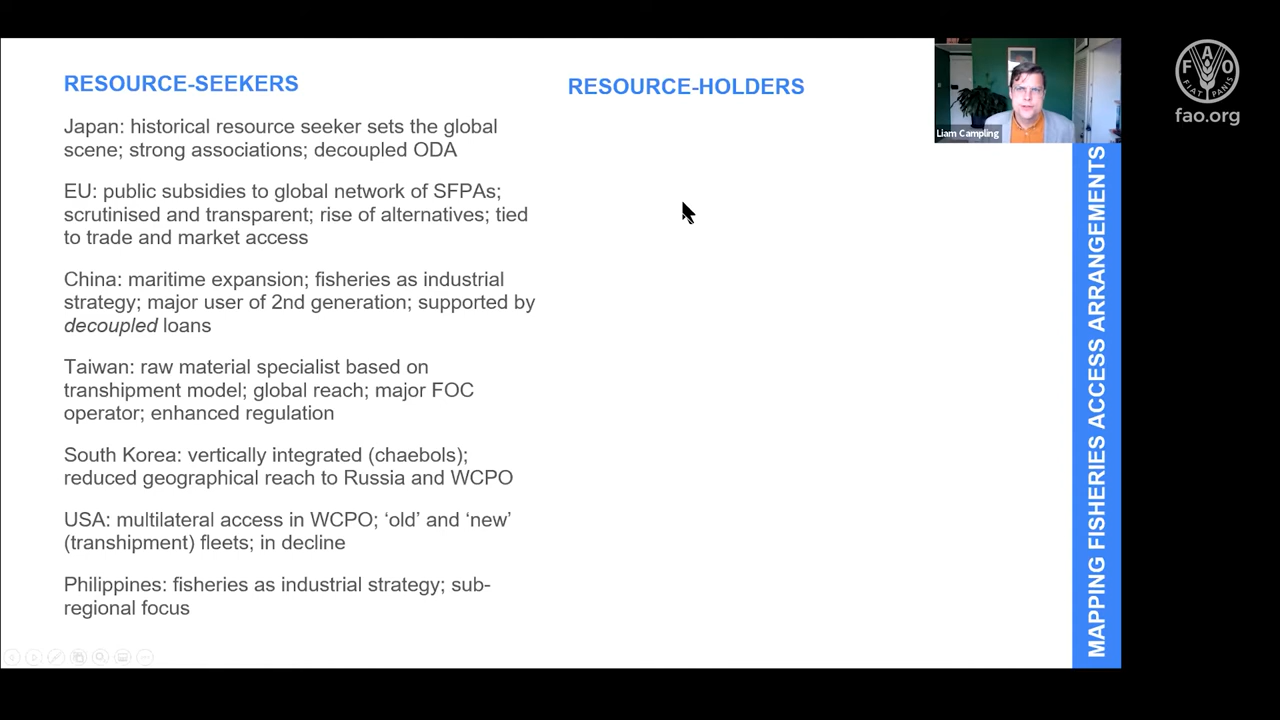 RESOURCE-SEEKERS
Japan: historical resource seeker sets the global
scene; strong associations; decoupled ODA
EU: public subsidies to global network of SFPAs;
scrutinised and transparent; rise of alternatives; tied
to trade and market access
China: maritime expansion; fisheries as industrial
strategy; major user of 2nd generation; supported by
decoupled loans
Taiwan: raw material specialist based on
transhipment model; global reach; major FOC
operator; enhanced regulation
South Korea: vertically integrated (chaebols);
reduced geographical reach to Russia and WCPO
USA: multilateral access in WCPO; ‘old’ and ‘new’
(transhipment) fleets; in decline
Philippines: fisheries as industrial strategy; sub-
regional focus
RESOURCE-HOLDERS
Liam Campling
MAPPING FISHERIES ACCESS ARRANGEMENTS
F A O
FIAT PANIS
fao.org